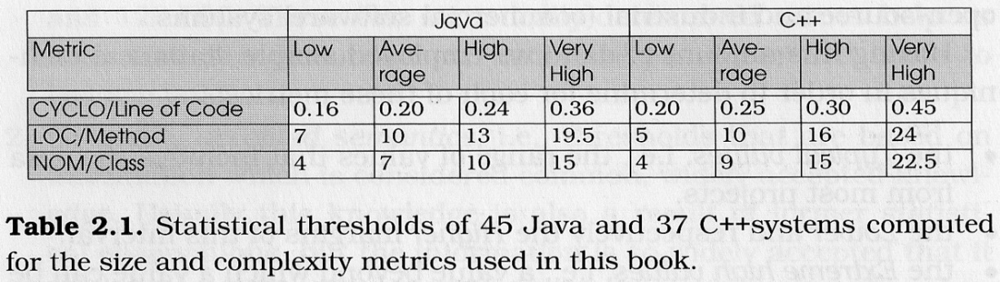 Java C++
Metric Low Ave- High Very Low Ave- High Very
rage High rage High
CYCLO/Line of Code 0.16 0.20 0.24 0.36 0.20 0.25 0.30 0.45
LOC/Method 7 10 13 19.5 5 10 16 24
NOM/Class 4 7 10 15 4 9 15 22.5
Table 2.1. Statistical thresholds of 45 Java and 37 C++systems computed
for the size and complexity metrics used in this book.